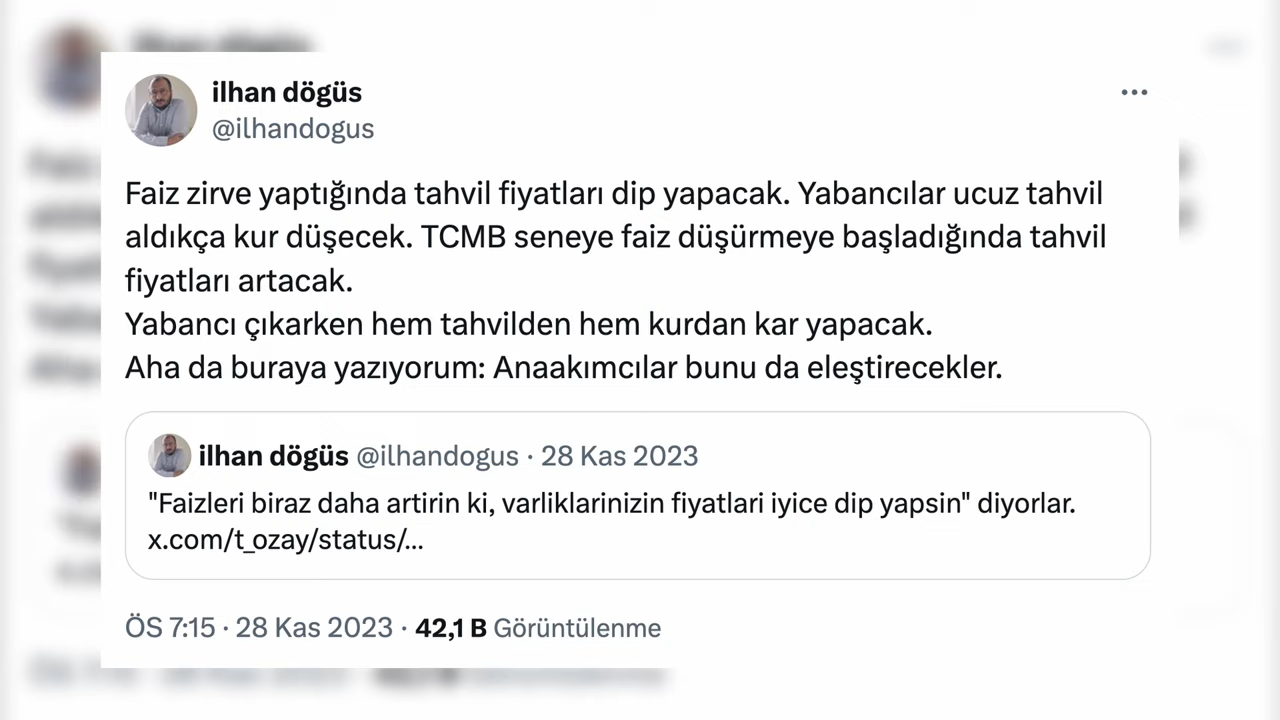 ilhan dögüs
@ilhandogus
Faiz zirve yaptığında tahvil fiyatları dip yapacak. Yabancılar ucuz tahvil
aldıkça kur düşecek. TCMB seneye faiz düşürmeye başladığında tahvil
fiyatları artacak.
Yabancı çıkarken hem tahvilden hem kurdan kar yapacak.
Aha da buraya yazıyorum: Anaakımcılar bunu da eleştirecekler.
ilhan dögüs @ilhandogus · 28 Kas 2023
"Faizleri biraz daha artirin ki, varliklarinizin fiyatlari iyice dip yapsin" diyorlar.
x.com/t_ozay/status/...
ÖS 7:15 · 28 Kas 2023 · 42,1 B Görüntülenme